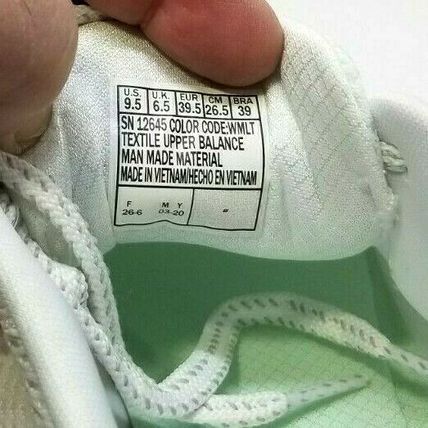 U.S. U.K. EUR CM BRA
9.5 6.5 39.5 26.5 39
SN 12645 COLOR CODE:WMLT
TEXTILE UPPER BALANCE
MAN MADE MATERIAL
MADE IN VIETNAM/HECHO EN VIETNAM
F M Y
26-6 03-20